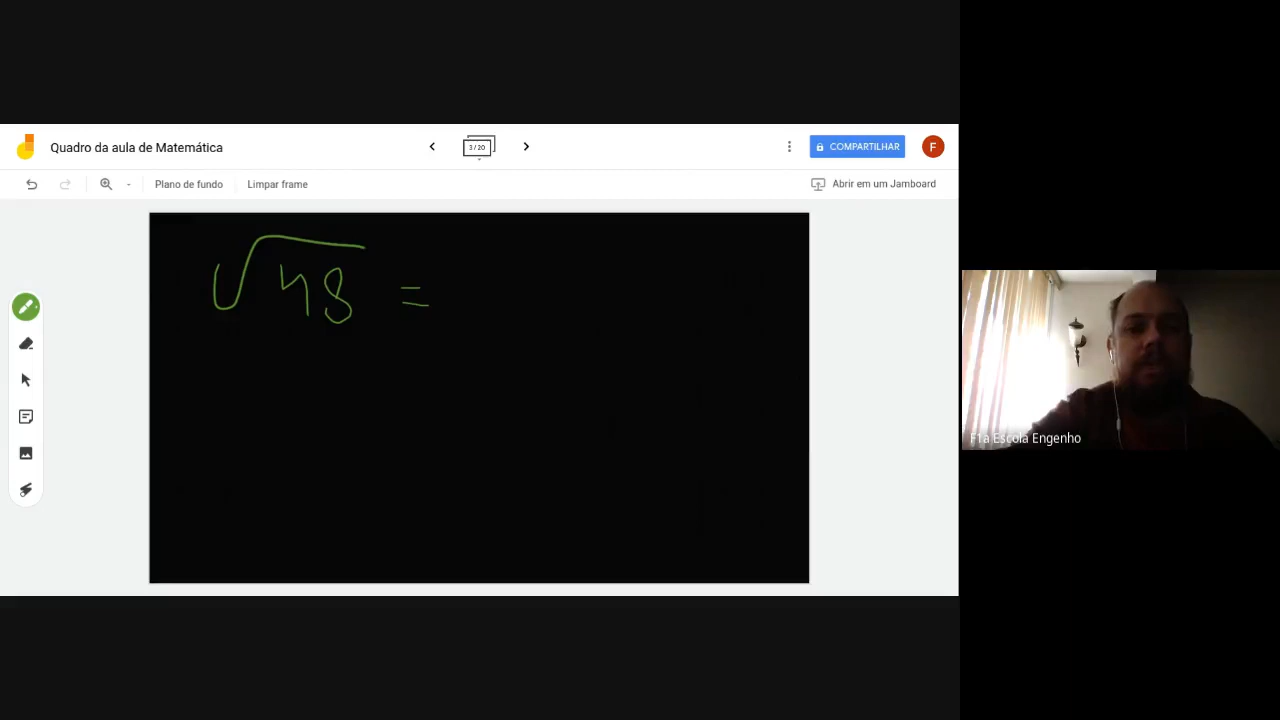 Quadro da aula de Matemática
3 / 20
COMPARTILHAR
F
Plano de fundo
Limpar frame
Abrir em um Jamboard
√48 =
F1a Escola Engenho